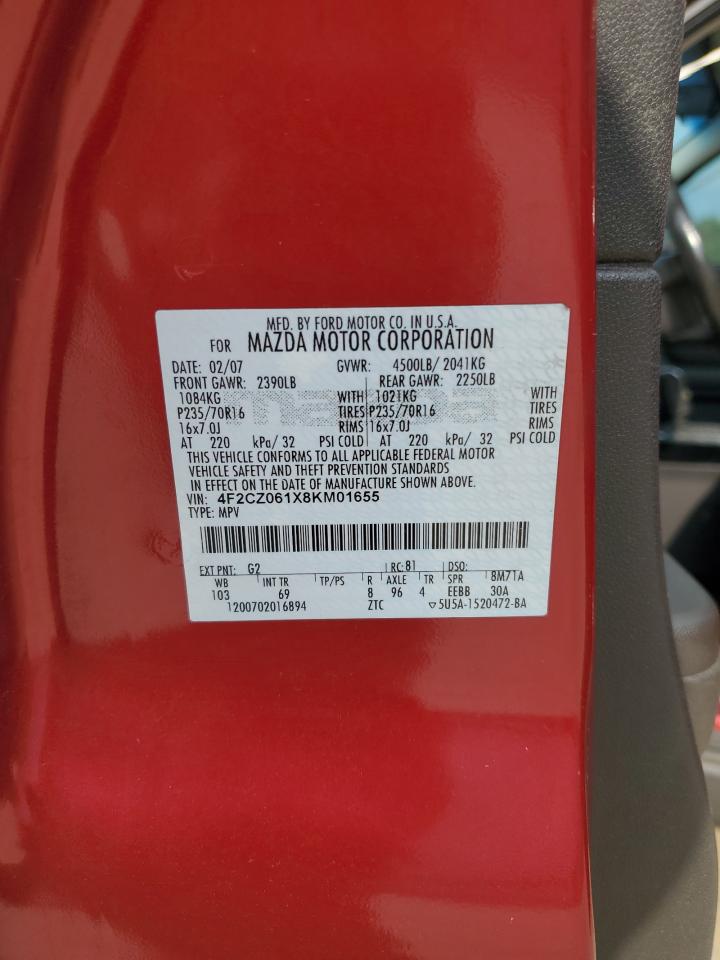 MFD. BY FORD MOTOR CO. IN U.S.A.
FOR MAZDA MOTOR CORPORATION
DATE: 02/07 GVWR: 4500LB/ 2041KG
FRONT GAWR: 2390LB REAR GAWR: 2250LB
1084KG WITH 1021KG WITH
P235/70R16 TIRES P235/70R16 TIRES
16x7.0J RIMS 16x7.0J RIMS
AT 220 kPa/ 32 PSI COLD AT 220 kPa/ 32 PSI COLD
mazda
THIS VEHICLE CONFORMS TO ALL APPLICABLE FEDERAL MOTOR
VEHICLE SAFETY AND THEFT PREVENTION STANDARDS
IN EFFECT ON THE DATE OF MANUFACTURE SHOWN ABOVE.
VIN: 4F2CZ061X8KM01655
TYPE: MPV
EXT PNT: G2 RC: 81 DSO:
WB INT TR TP/PS R AXLE TR SPR 8M71A
103 69 8 96 4 EEBB 30A
1200702016894 ZTC ▽5U5A-1520472-BA